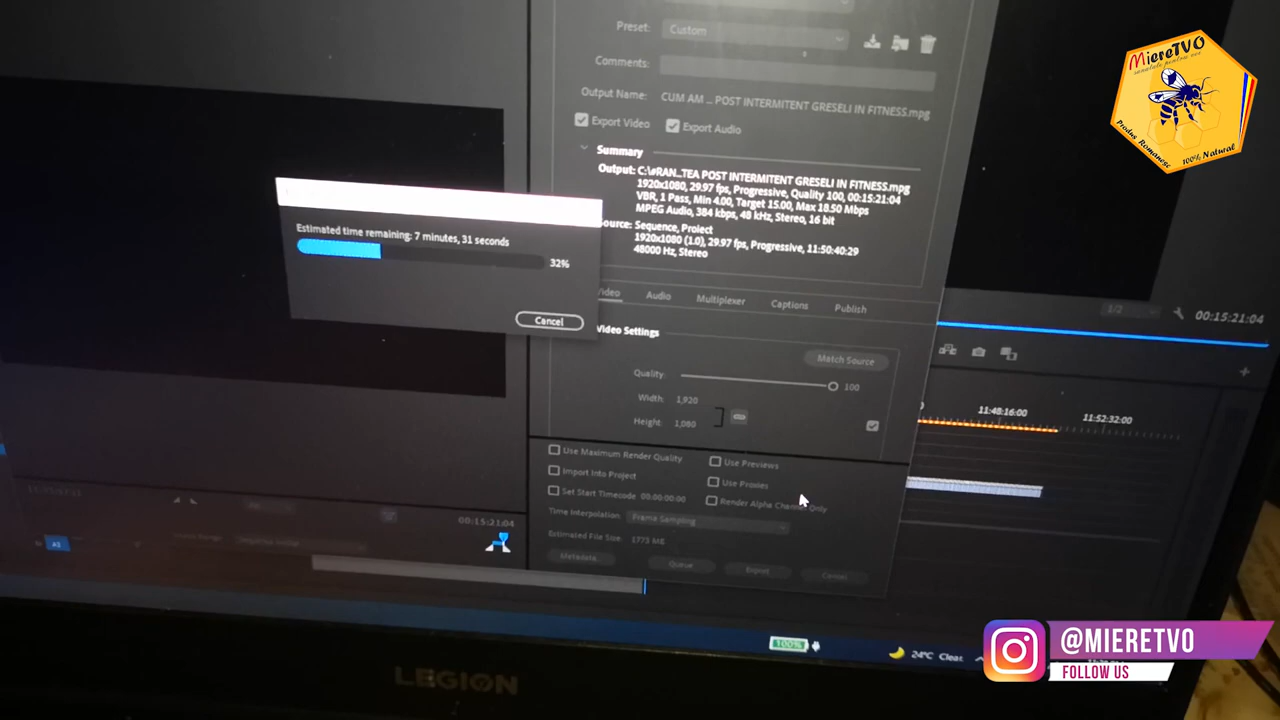 Preset: Custom
Comments:
Output Name: CUM AM ... POST INTERMITENT GRESELI IN FITNESS.mpg
Export Video Export Audio
Summary
Output: C:\#RAN...TEA POST INTERMITENT GRESELI IN FITNESS.mpg
1920x1080, 29.97 fps, Progressive, Quality 100, 00:15:21:04
VBR, 1 Pass, Min 4.00, Target 15.00, Max 18.50 Mbps
MPEG Audio, 384 kbps, 48 kHz, Stereo, 16 bit
Source: Sequence, Proiect
1920x1080 (1.0), 29.97 fps, Progressive, 11:50:40:29
48000 Hz, Stereo
Estimated time remaining: 7 minutes, 31 seconds
32%
Cancel
Video Audio Multiplexer Captions Publish
Video Settings
Match Source
Quality: 100
Width: 1,920
Height: 1,080
Use Maximum Render Quality Use Previews
Import Into Project Use Proxies
Set Start Timecode 00:00:00:00 Render Alpha Channel Only
Time Interpolation: Frame Sampling
Estimated File Size: 1773 MB
Metadata... Queue Export Cancel
00:15:21:04
1/2 00:15:21:04
11:48:16:00 11:52:32:00
100%
24°C Clear
LEGION
MiereTVO
sanatate pentru voi
Produs Romanesc 100% Natural
@MIERETVO
FOLLOW US